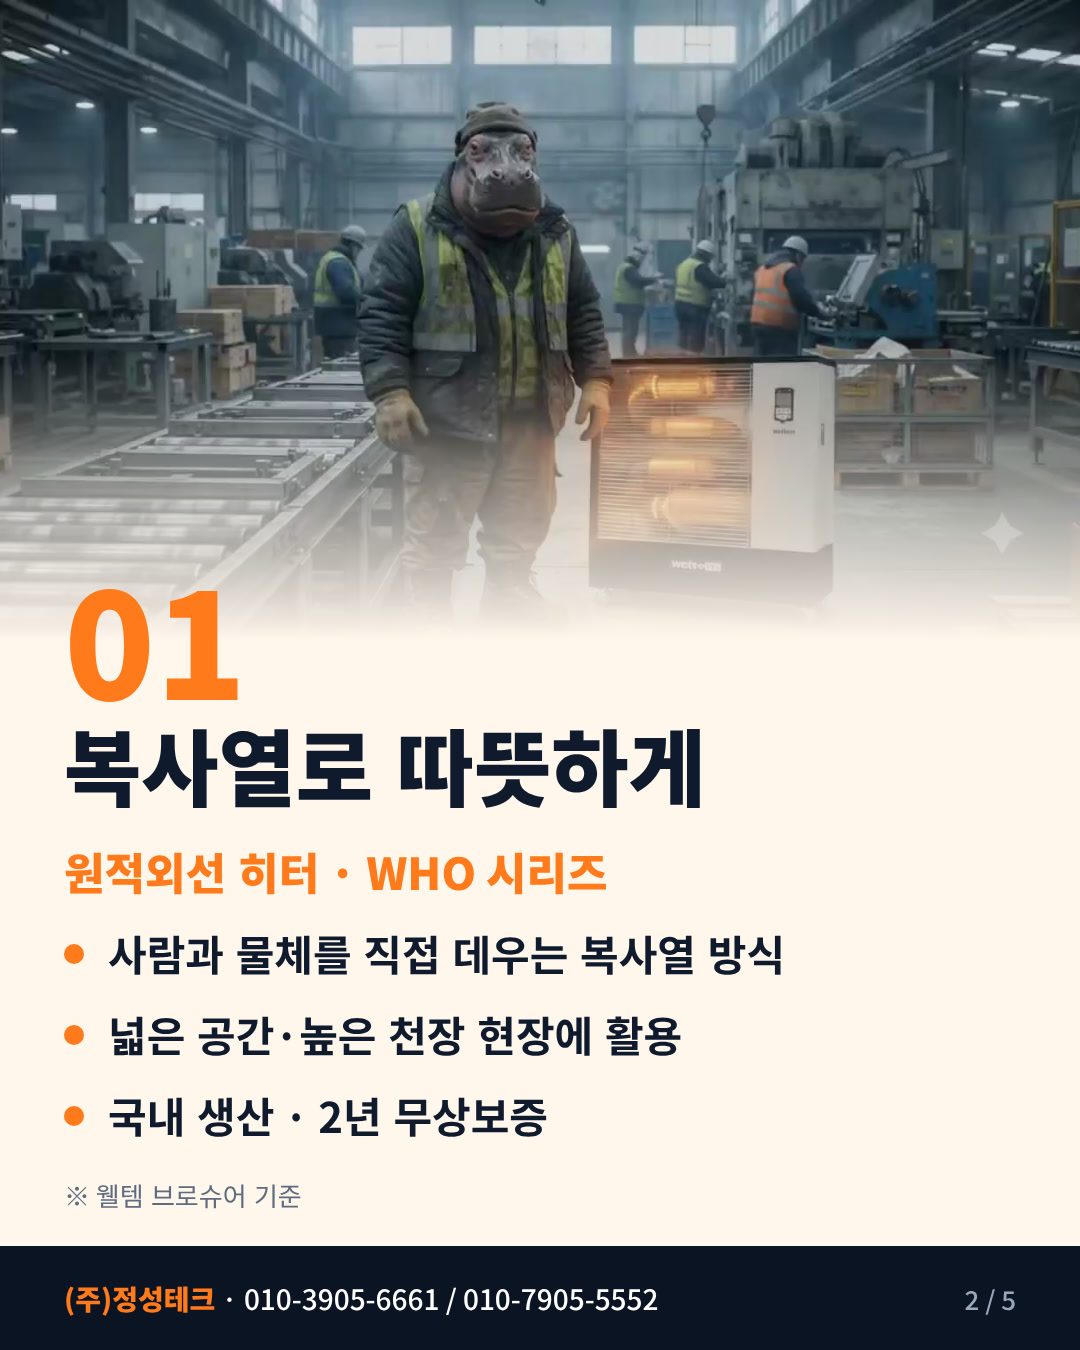 01
복사열로 따뜻하게
원적외선 히터 · WHO 시리즈
사람과 물체를 직접 데우는 복사열 방식
넓은 공간·높은 천장 현장에 활용
국내 생산 · 2년 무상보증
※ 웰템 브로슈어 기준
(주)정성테크 · 010-3905-6661 / 010-7905-5552
2 / 5